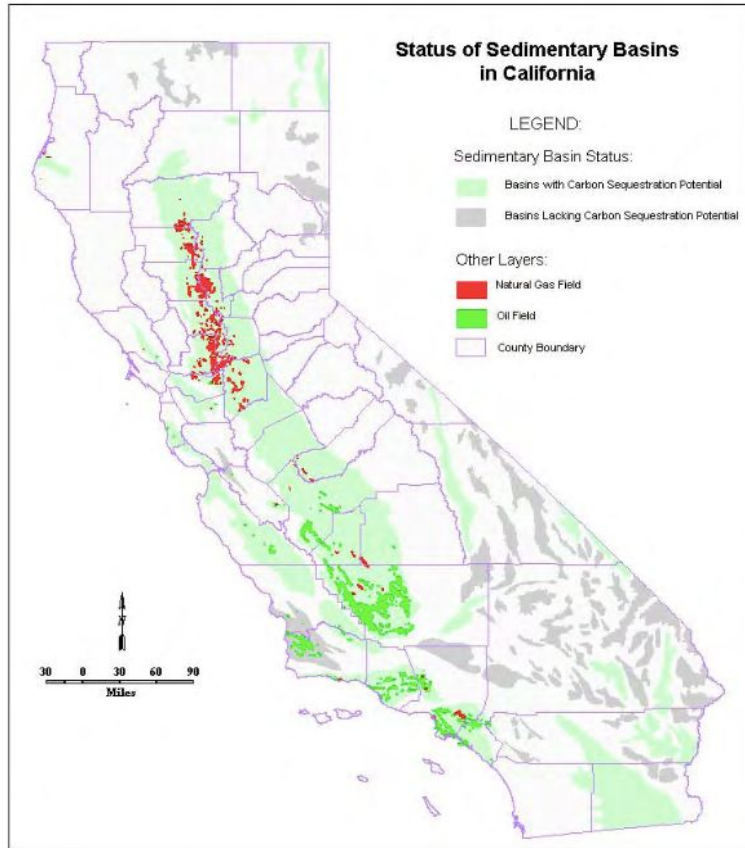 Status of Sedimentary Basins
in California
LEGEND:
Sedimentary Basin Status:
Basins with Carbon Sequestration Potential
Basins Lacking Carbon Sequestration Potential
Other Layers:
Natural Gas Field
Oil Field
County Boundary
N
30 0 30 60 90
Miles